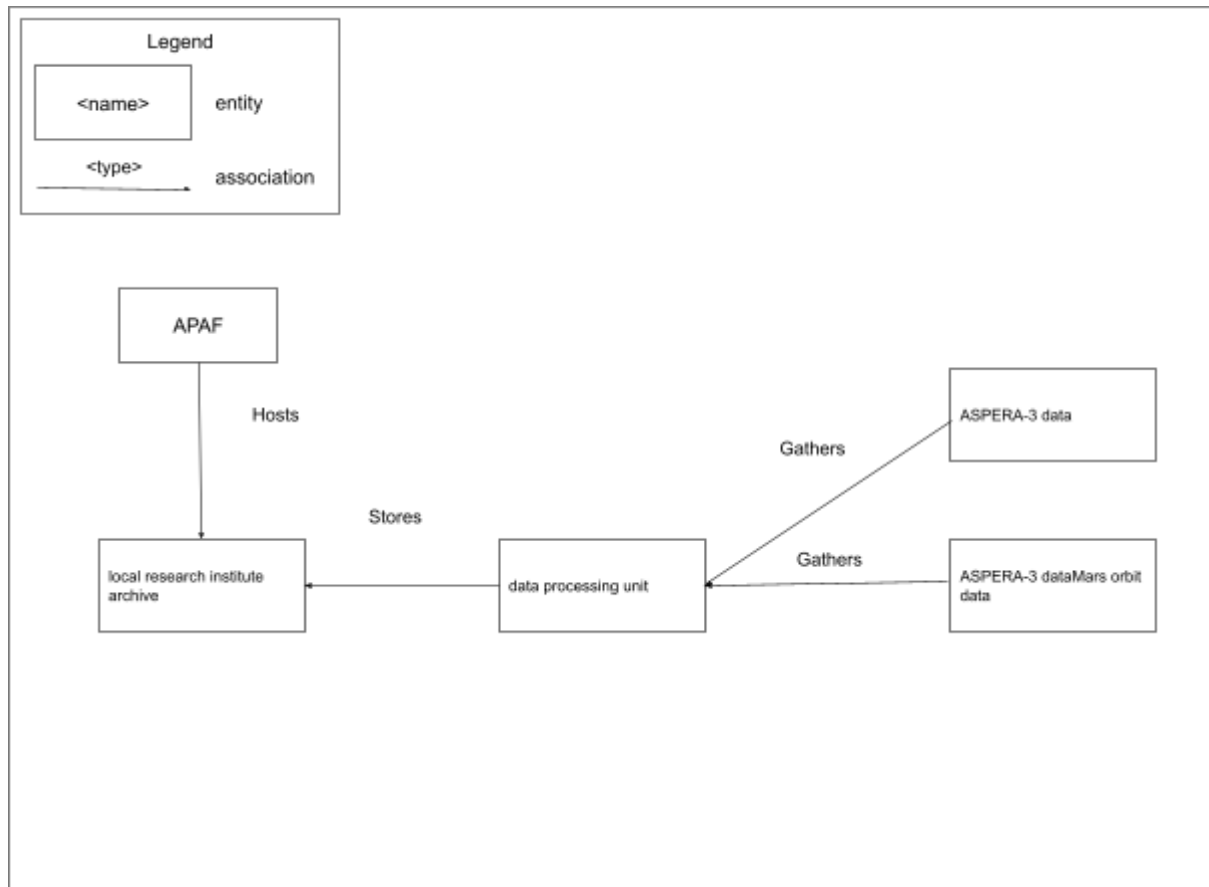 Legend
<name>
entity
<type>
association
APAF
Hosts
ASPERA-3 data
Gathers
Stores
Gathers
local research institute
archive
data processing unit
ASPERA-3 dataMars orbit
data